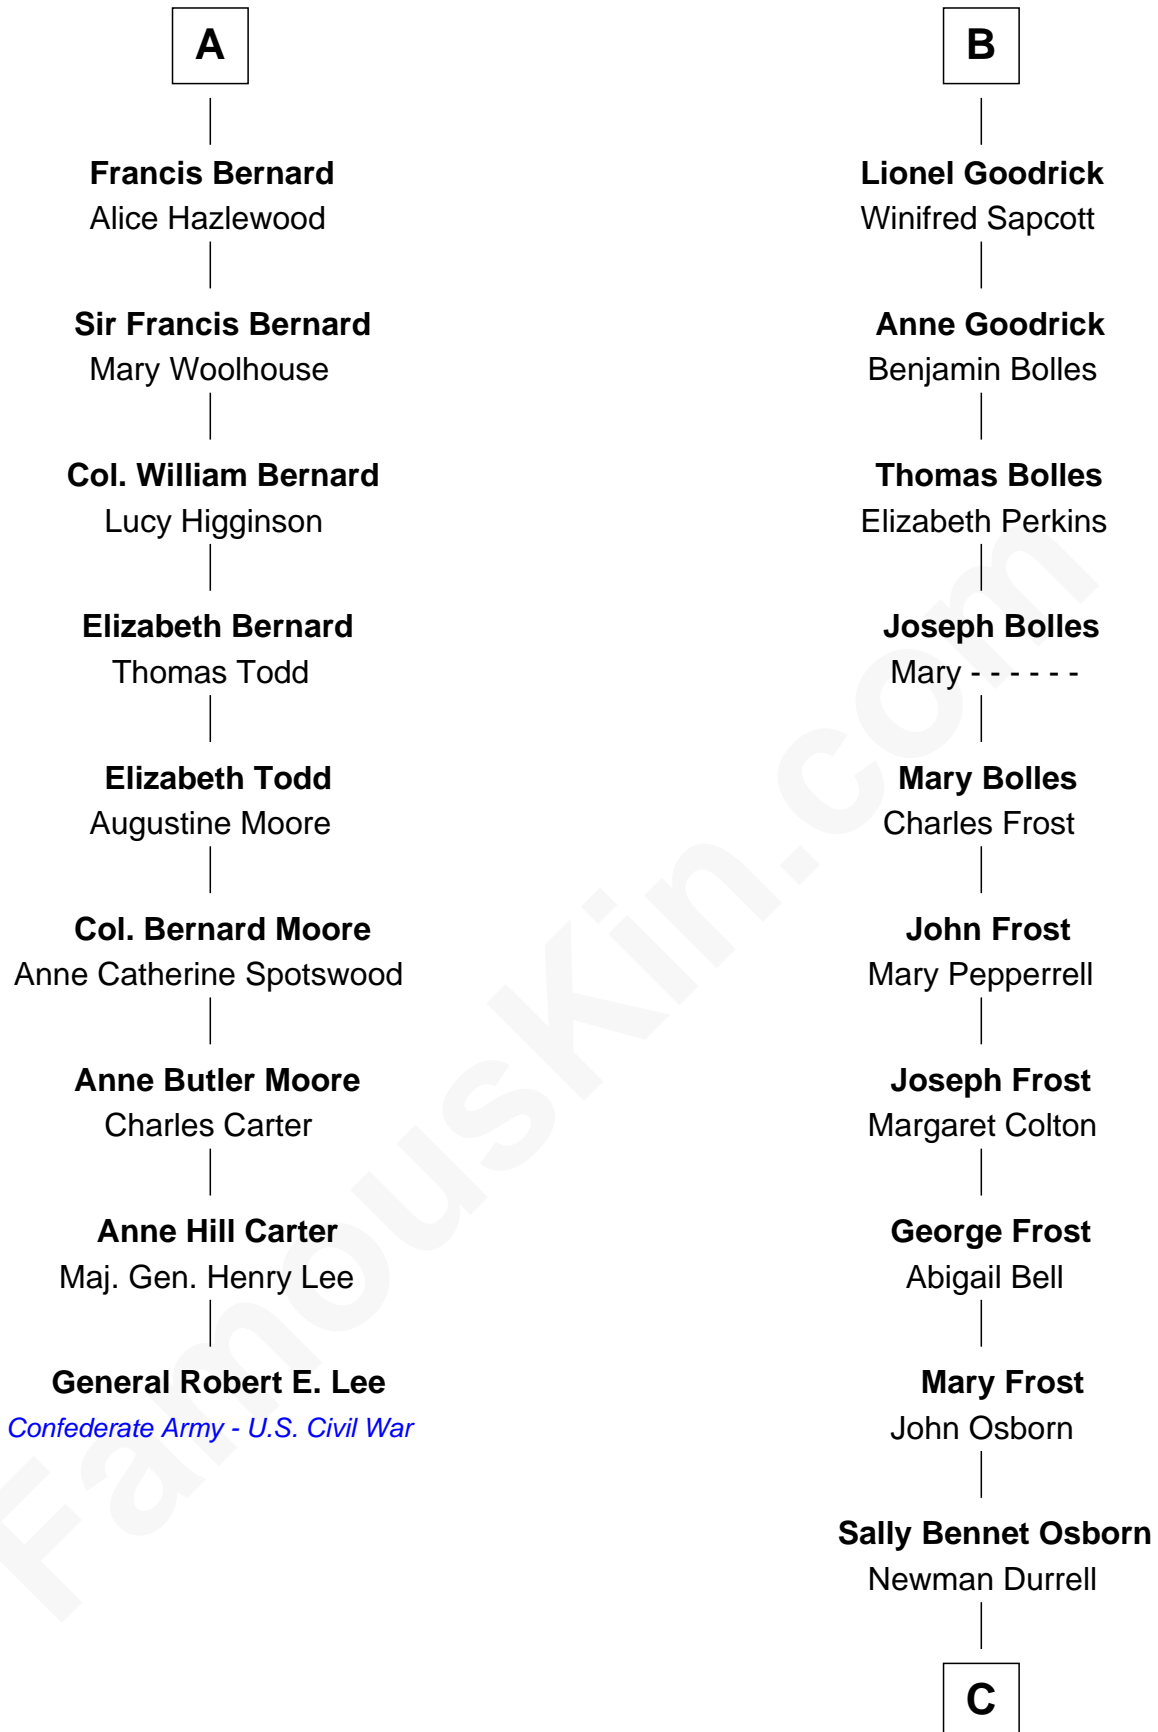 A
Francis Bernard
Alice Hazlewood
Sir Francis Bernard
Mary Woolhouse
Col. William Bernard
Lucy Higginson
Elizabeth Bernard
Thomas Todd
Elizabeth Todd
Augustine Moore
Col. Bernard Moore
Anne Catherine Spotswood
Anne Butler Moore
Charles Carter
Anne Hill Carter
Maj. Gen. Henry Lee
General Robert E. Lee
Confederate Army - U.S. Civil War
B
Lionel Goodrick
Winifred Sapcott
Anne Goodrick
Benjamin Bolles
Thomas Bolles
Elizabeth Perkins
Joseph Bolles
Mary - - - - - -
Mary Bolles
Charles Frost
John Frost
Mary Pepperrell
Joseph Frost
Margaret Colton
George Frost
Abigail Bell
Mary Frost
John Osborn
Sally Bennet Osborn
Newman Durrell
C
FamousKin.com